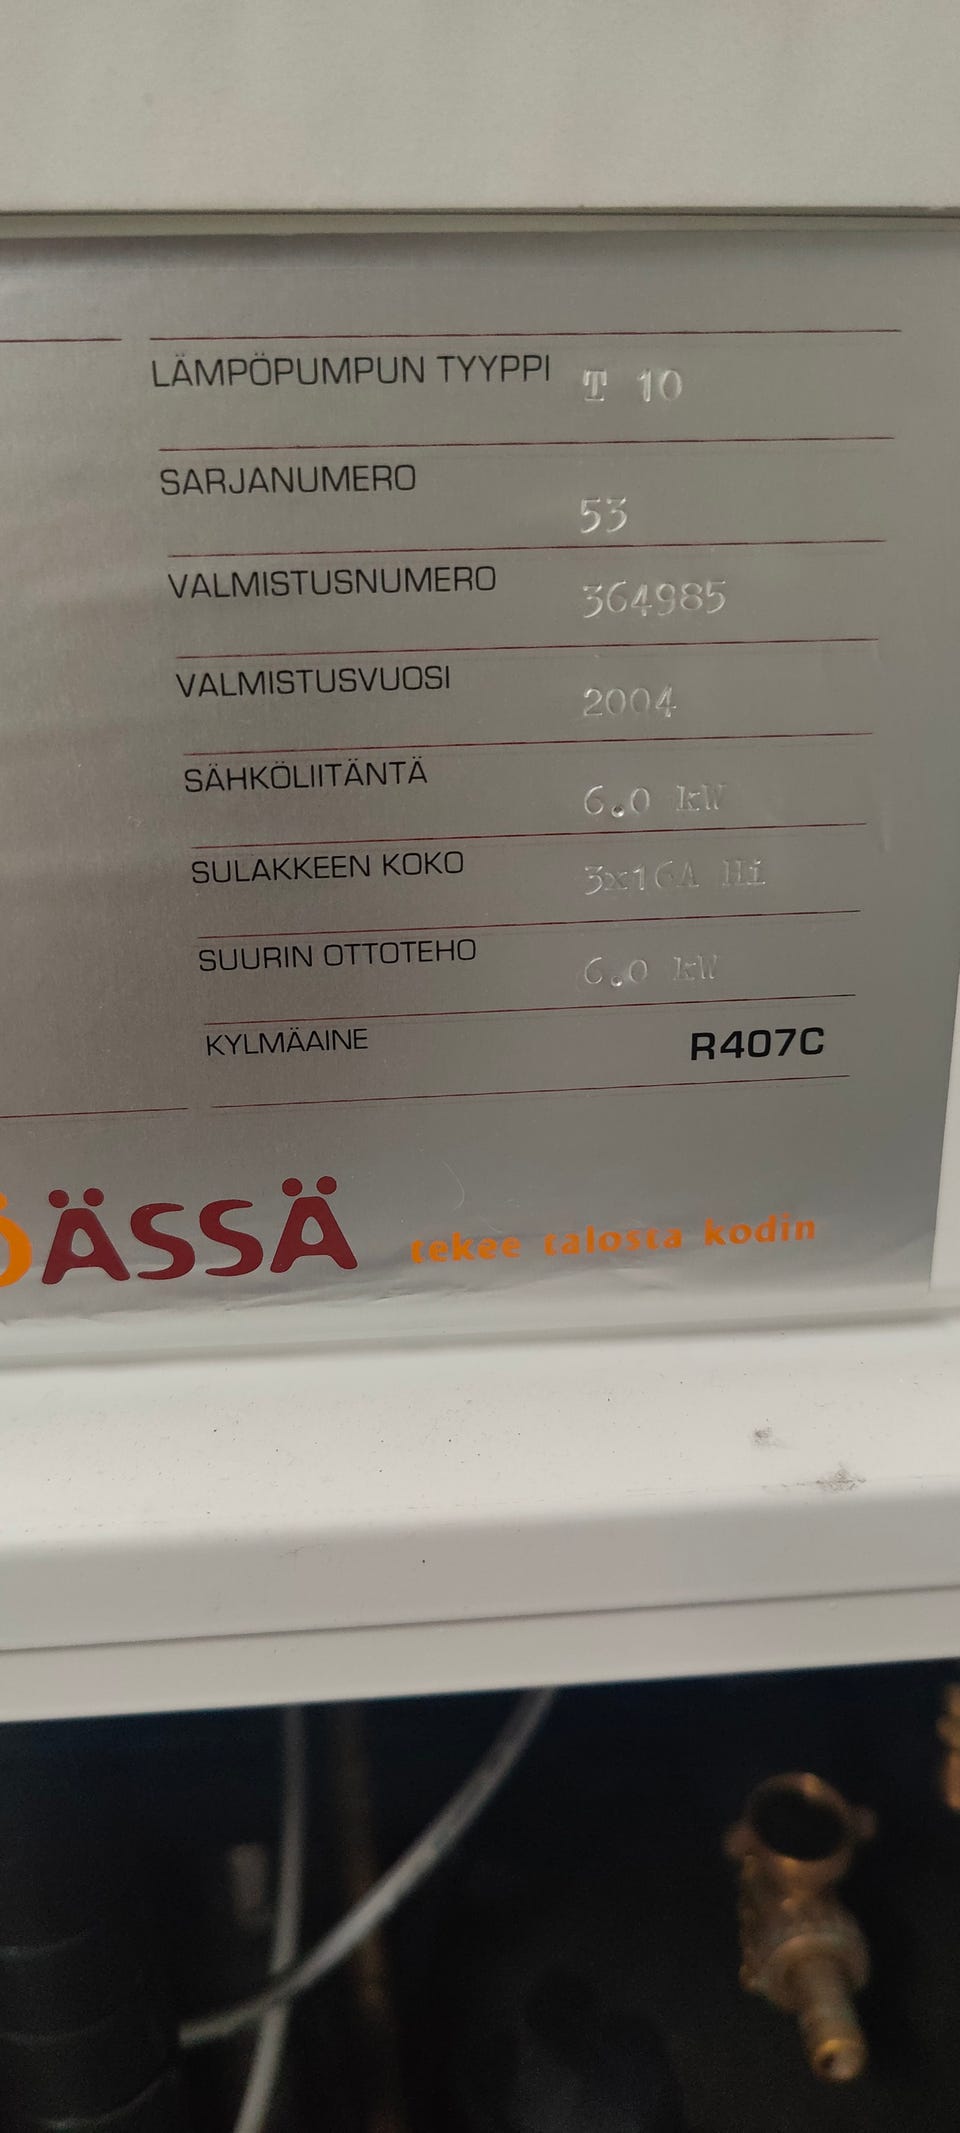 LÄMPÖPUMPUN TYYPPI T 10
SARJANUMERO 53
VALMISTUSNUMERO 364985
VALMISTUSVUOSI 2004
SÄHKÖLIITÄNTÄ 6.0 kW
SULAKKEEN KOKO 3x16A Hi
SUURIN OTTOTEHO 6.0 kW
KYLMÄAINE R407C
ÖÄSSÄ tekee talosta kodin